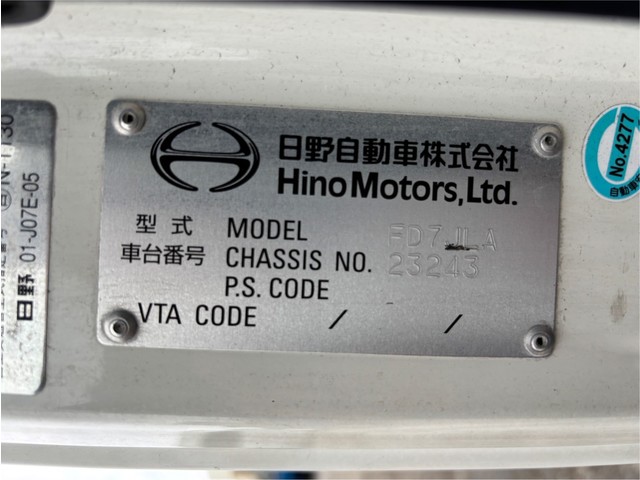 日野自動車株式会社
Hino Motors, Ltd.
型式 MODEL FD7JLA
車台番号 CHASSIS NO. 23243
P.S. CODE
VTA CODE / /
日野 01-J07E-05
No.4277